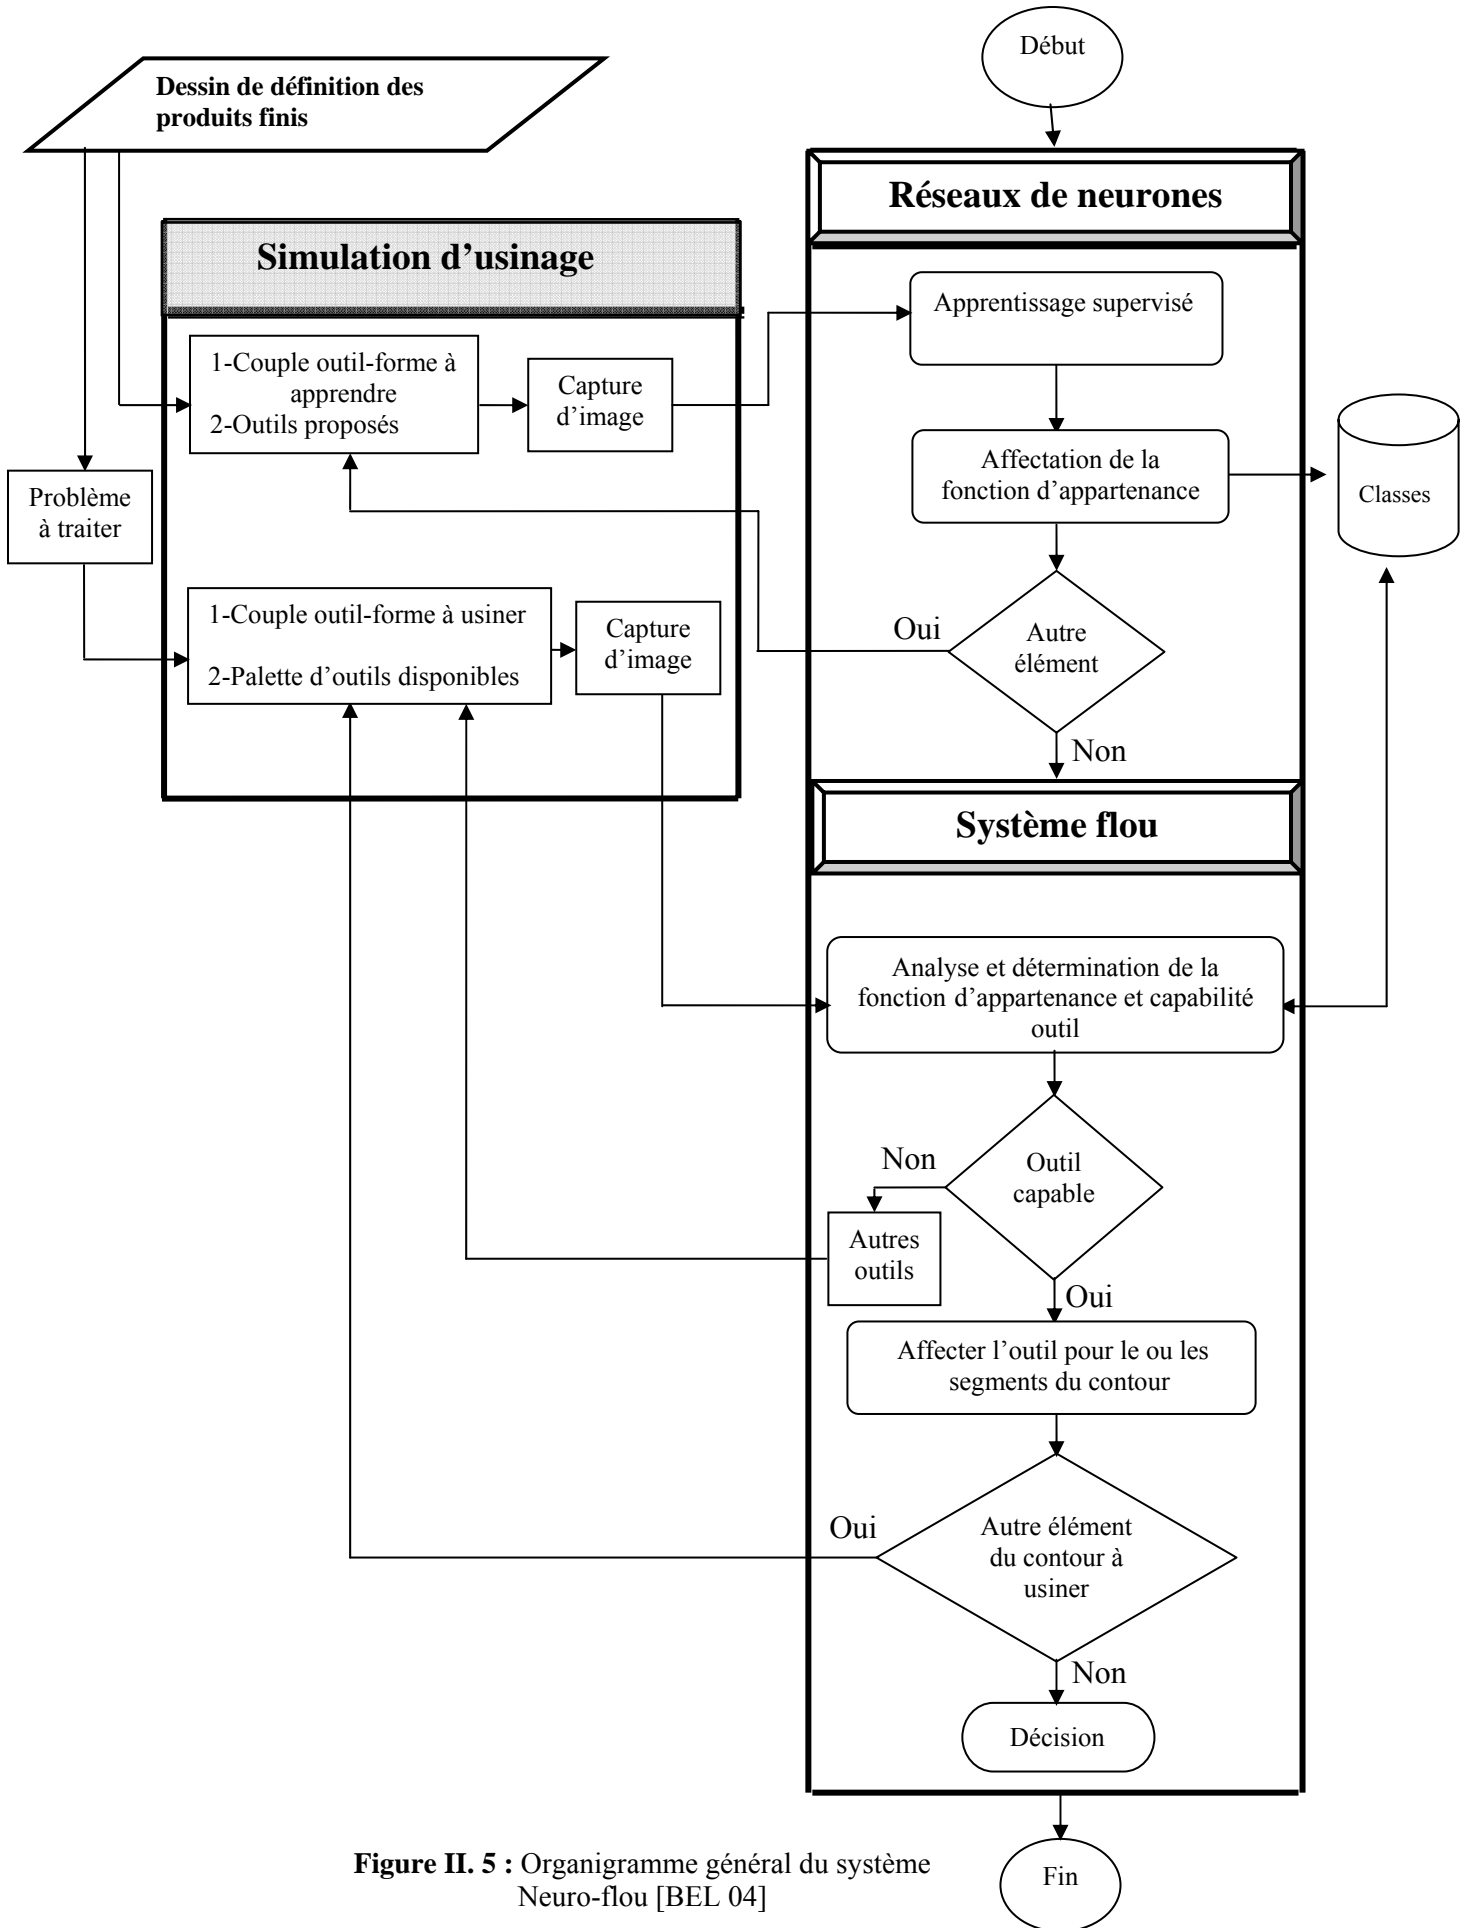 Début
Dessin de définition des
produits finis
Réseaux de neurones
Simulation d’usinage
Apprentissage supervisé
1-Couple outil-forme à
apprendre
2-Outils proposés
Capture
d’image
Affectation de la
fonction d’appartenance
Classes
Problème
à traiter
1-Couple outil-forme à usiner
2-Palette d’outils disponibles
Capture
d’image
Oui
Autre
élément
Non
Système flou
Analyse et détermination de la
fonction d’appartenance et capabilité
outil
Non
Outil
capable
Autres
outils
Oui
Affecter l’outil pour le ou les
segments du contour
Oui
Autre élément
du contour à
usiner
Non
Décision
Figure II. 5 : Organigramme général du système
Neuro-flou [BEL 04]
Fin